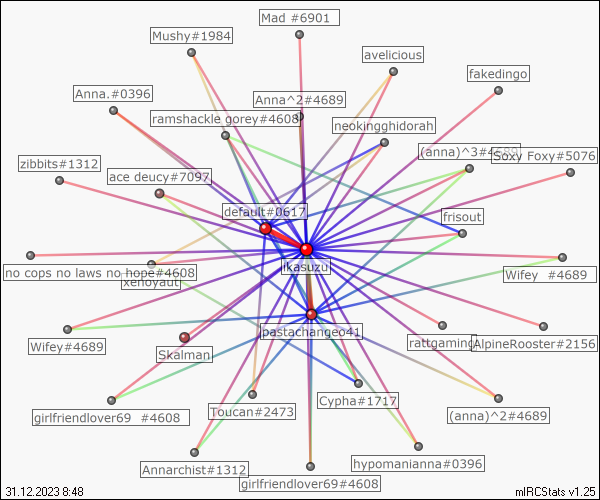 Mad #6901
Mushy#1984
avelicious
fakedingo
Anna.#0396
Anna^2#4689
ramshackle gorey#4608
neokingghidorah
(anna)^3#4689
Soxy Foxy#5076
zibbits#1312
ace deucy#7097
default#0617
frisout
ikasuzu
no cops no laws no hope#4608
xenoyaut
Wifey #4689
pastachangeo41
Wifey#4689
Skalman
rattgaming
AlpineRooster#2156
girlfriendlover69 #4608
Toucan#2473
Cypha#1717
(anna)^2#4689
Annarchist#1312
hypomanianna#0396
girlfriendlover69#4608
31.12.2023 8:48
mIRCStats v1.25